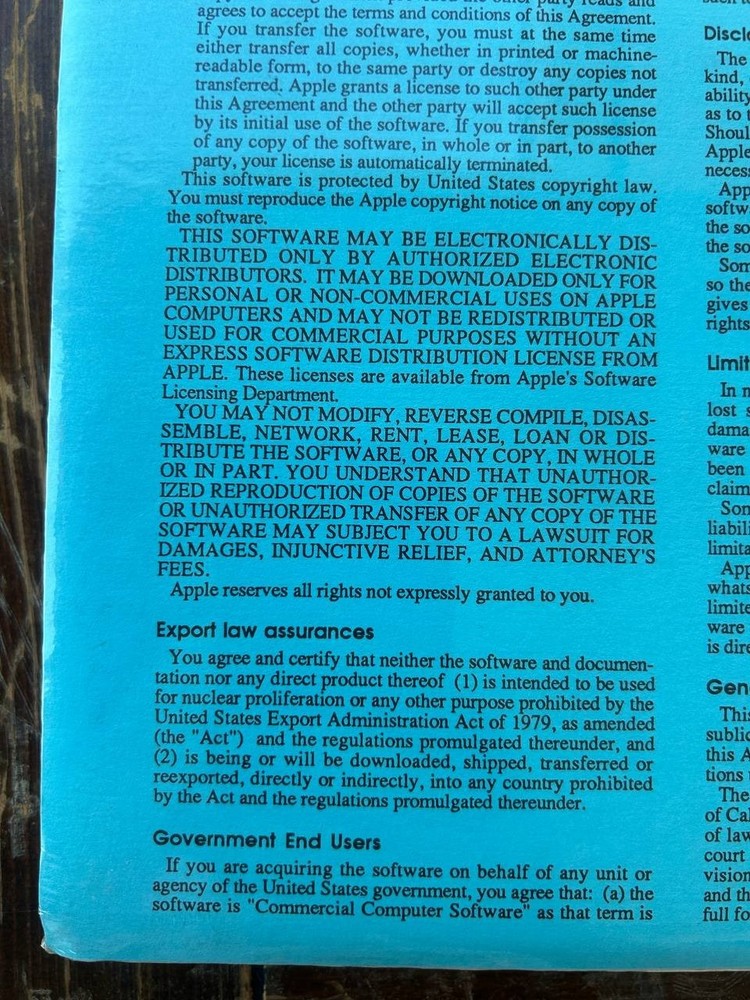 agrees to accept the terms and conditions of this Agreement.
If you transfer the software, you must at the same time
either transfer all copies, whether in printed or machine-
readable form, to the same party or destroy any copies not
transferred. Apple grants a license to such other party under
this Agreement and the other party will accept such license
by its initial use of the software. If you transfer possession
of any copy of the software, in whole or in part, to another
party, your license is automatically terminated.
This software is protected by United States copyright law.
You must reproduce the Apple copyright notice on any copy of
the software.
THIS SOFTWARE MAY BE ELECTRONICALLY DIS-
TRIBUTED ONLY BY AUTHORIZED ELECTRONIC
DISTRIBUTORS. IT MAY BE DOWNLOADED ONLY FOR
PERSONAL OR NON-COMMERCIAL USES ON APPLE
COMPUTERS AND MAY NOT BE REDISTRIBUTED OR
USED FOR COMMERCIAL PURPOSES WITHOUT AN
EXPRESS SOFTWARE DISTRIBUTION LICENSE FROM
APPLE. These licenses are available from Apple's Software
Licensing Department.
YOU MAY NOT MODIFY, REVERSE COMPILE, DISAS-
SEMBLE, NETWORK, RENT, LEASE, LOAN OR DIS-
TRIBUTE THE SOFTWARE, OR ANY COPY, IN WHOLE
OR IN PART. YOU UNDERSTAND THAT UNAUTHOR-
IZED REPRODUCTION OF COPIES OF THE SOFTWARE
OR UNAUTHORIZED TRANSFER OF ANY COPY OF THE
SOFTWARE MAY SUBJECT YOU TO A LAWSUIT FOR
DAMAGES, INJUNCTIVE RELIEF, AND ATTORNEY'S
FEES.
Apple reserves all rights not expressly granted to you.
Export law assurances
You agree and certify that neither the software and documen-
tation nor any direct product thereof (1) is intended to be used
for nuclear proliferation or any other purpose prohibited by the
United States Export Administration Act of 1979, as amended
(the "Act") and the regulations promulgated thereunder, and
(2) is being or will be downloaded, shipped, transferred or
reexported, directly or indirectly, into any country prohibited
by the Act and the regulations promulgated thereunder.
Government End Users
If you are acquiring the software on behalf of any unit or
agency of the United States government, you agree that: (a) the
software is "Commercial Computer Software" as that term is
The
kind,
ability
as to
Apple
App
the so
the so
so the
gives
rights
In
lost
been
claim
App
is
this A
tions
The
of Cal
of law
court
and th
full fo